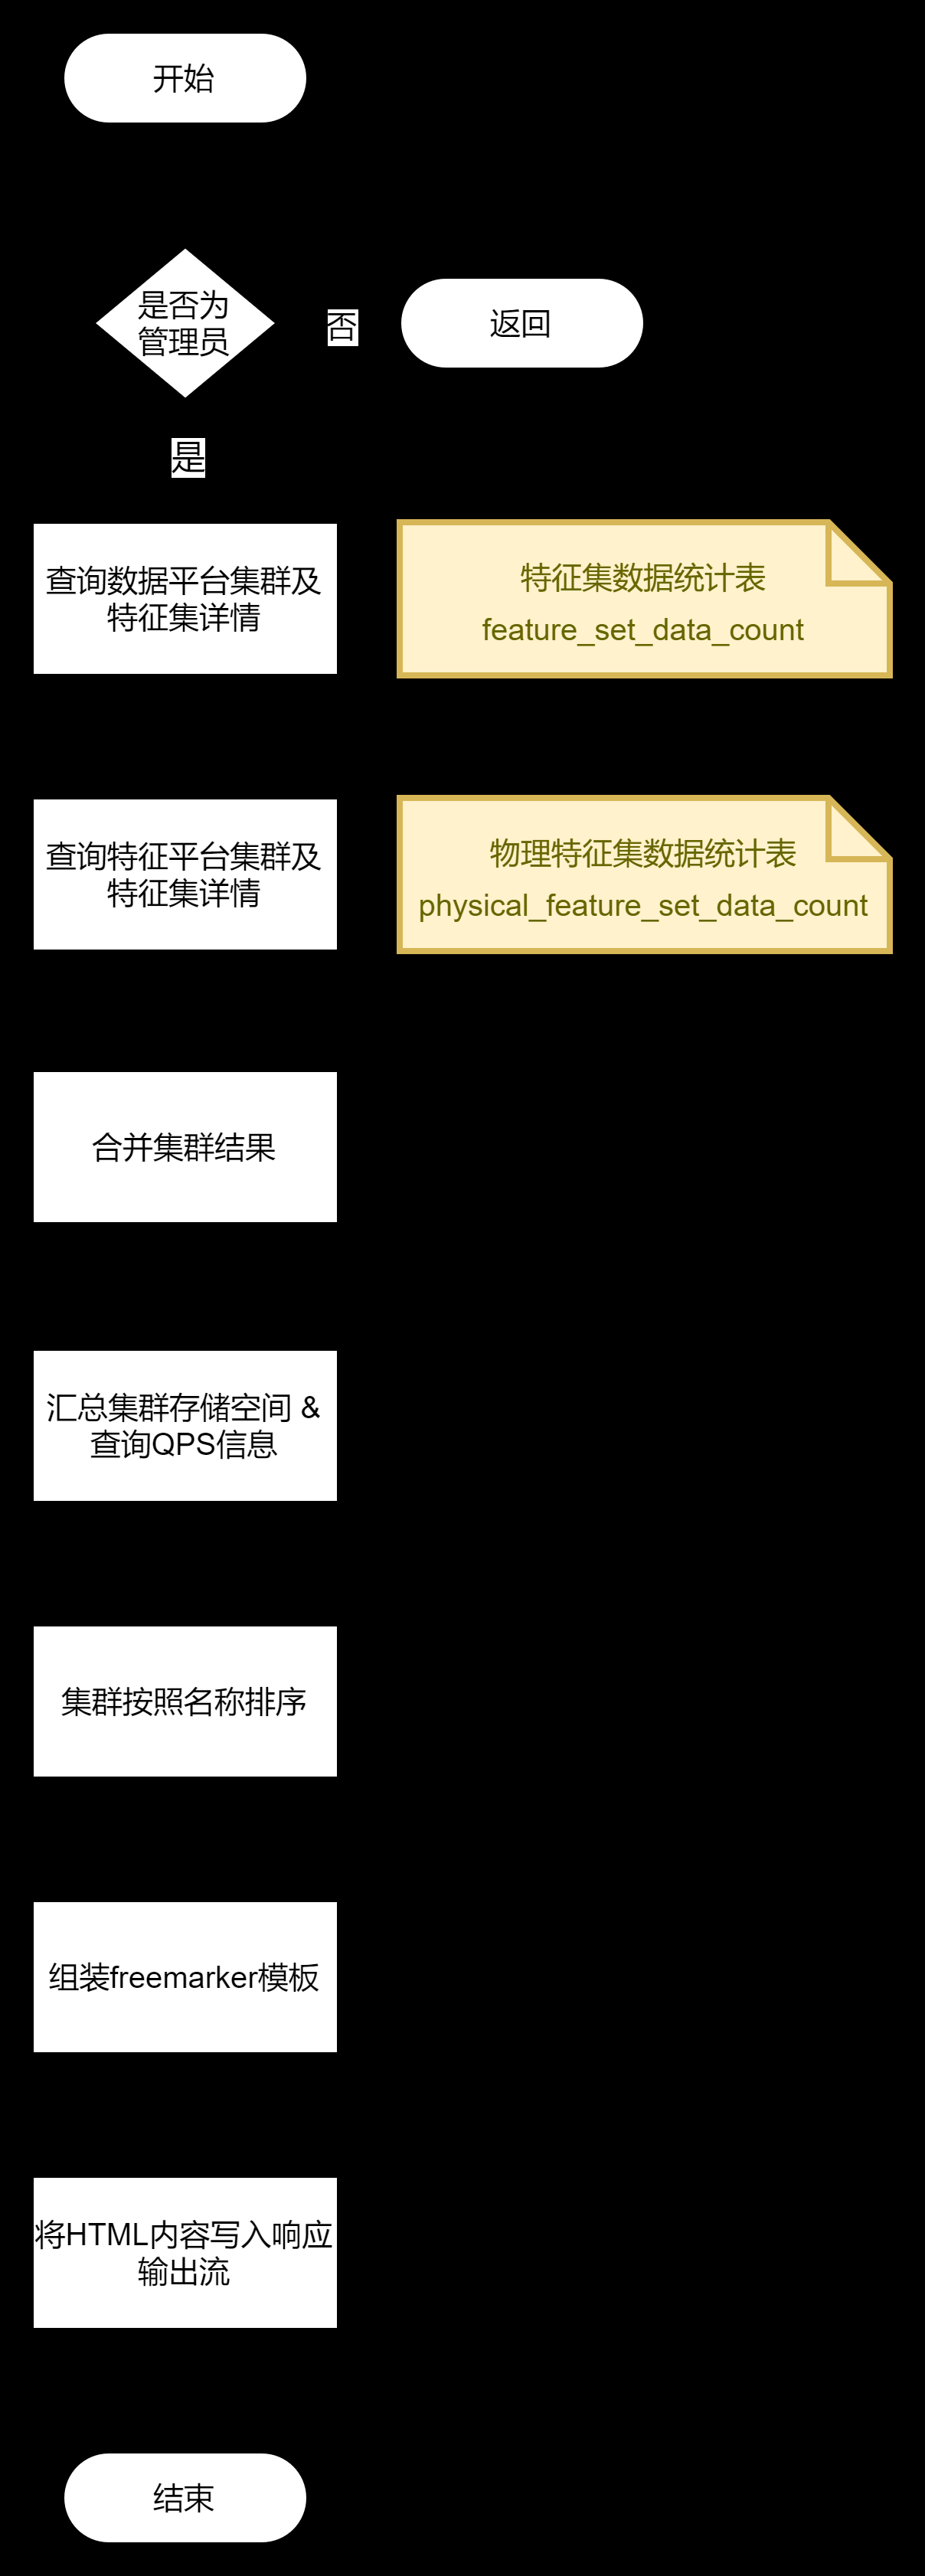 开始
是否为
管理员
否
返回
是
查询数据平台集群及
特征集详情
特征集数据统计表
feature_set_data_count
查询特征平台集群及
特征集详情
物理特征集数据统计表
physical_feature_set_data_count
合并集群结果
汇总集群存储空间 &
查询QPS信息
集群按照名称排序
组装freemarker模板
将HTML内容写入响应
输出流
结束